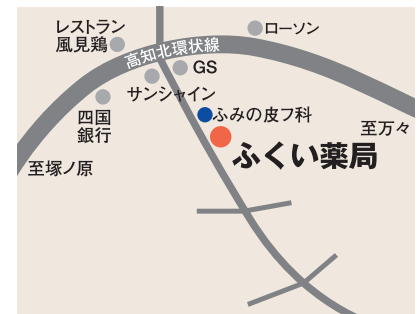 レストラン
風見鶏
ローソン
高知北環状線
GS
サンシャイン
四国
銀行
ふみの皮フ科
至万々
ふくい薬局
至塚ノ原